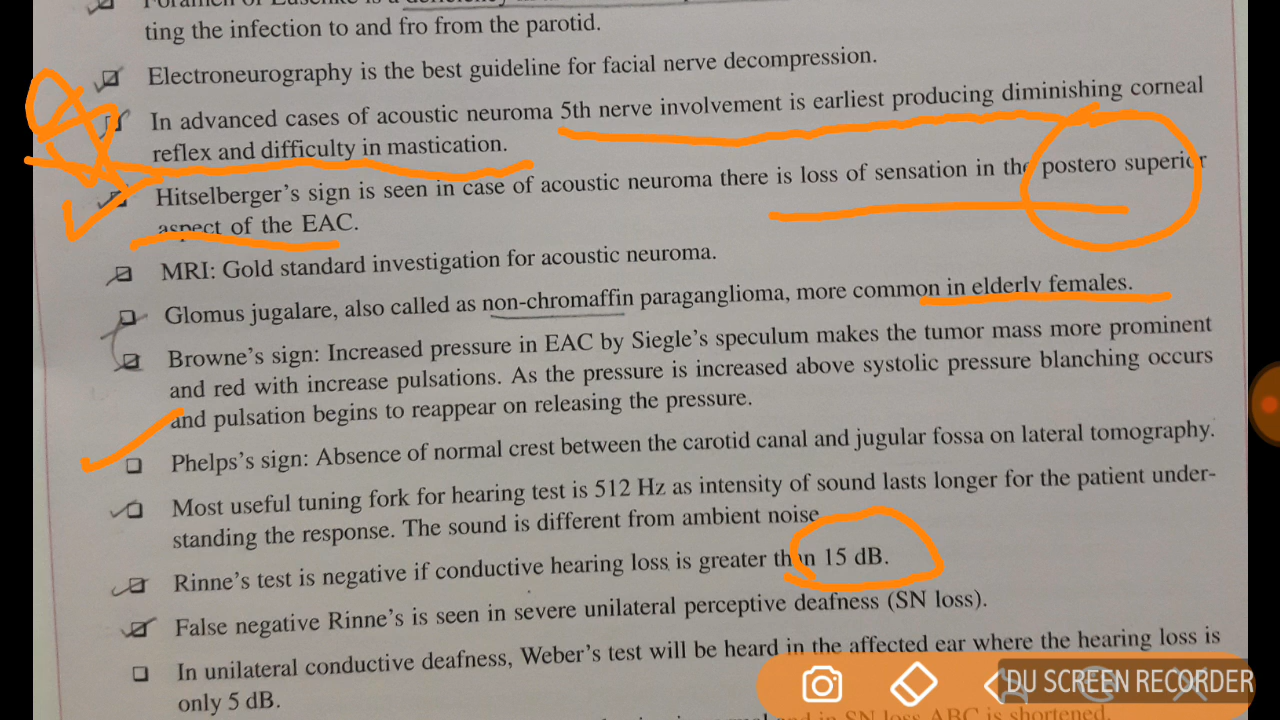 Foramen of
ting the infection to and fro from the parotid.
Electroneurography is the best guideline for facial nerve decompression.
In advanced cases of acoustic neuroma 5th nerve involvement is earliest producing diminishing corneal
reflex and difficulty in mastication.
Hitselberger's sign is seen in case of acoustic neuroma there is loss of sensation in the postero superior
aspect of the EAC.
MRI: Gold standard investigation for acoustic neuroma.
Glomus jugalare, also called as non-chromaffin paraganglioma, more common in elderly females.
Browne's sign: Increased pressure in EAC by Siegle's speculum makes the tumor mass more prominent
and red with increase pulsations. As the pressure is increased above systolic pressure blanching occurs
and pulsation begins to reappear on releasing the pressure.
Phelps's sign: Absence of normal crest between the carotid canal and jugular fossa on lateral tomography.
Most useful tuning fork for hearing test is 512 Hz as intensity of sound lasts longer for the patient under-
standing the response. The sound is different from ambient noise
Rinne's test is negative if conductive hearing loss is greater than 15 dB.
False negative Rinne's is seen in severe unilateral perceptive deafness (SN loss).
In unilateral conductive deafness, Weber's test will be heard in the affected ear where the hearing loss is
only 5 dB.
in SN loss ABC is shortened.
DU SCREEN RECORDER